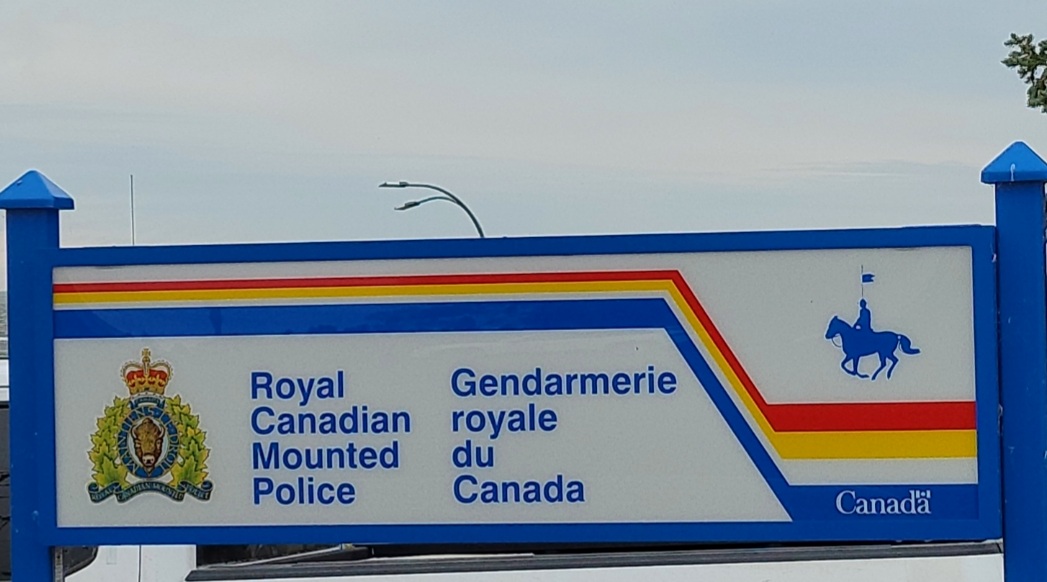 Royal
Canadian
Mounted
Police
Gendarmerie
royale
du
Canada
Canada